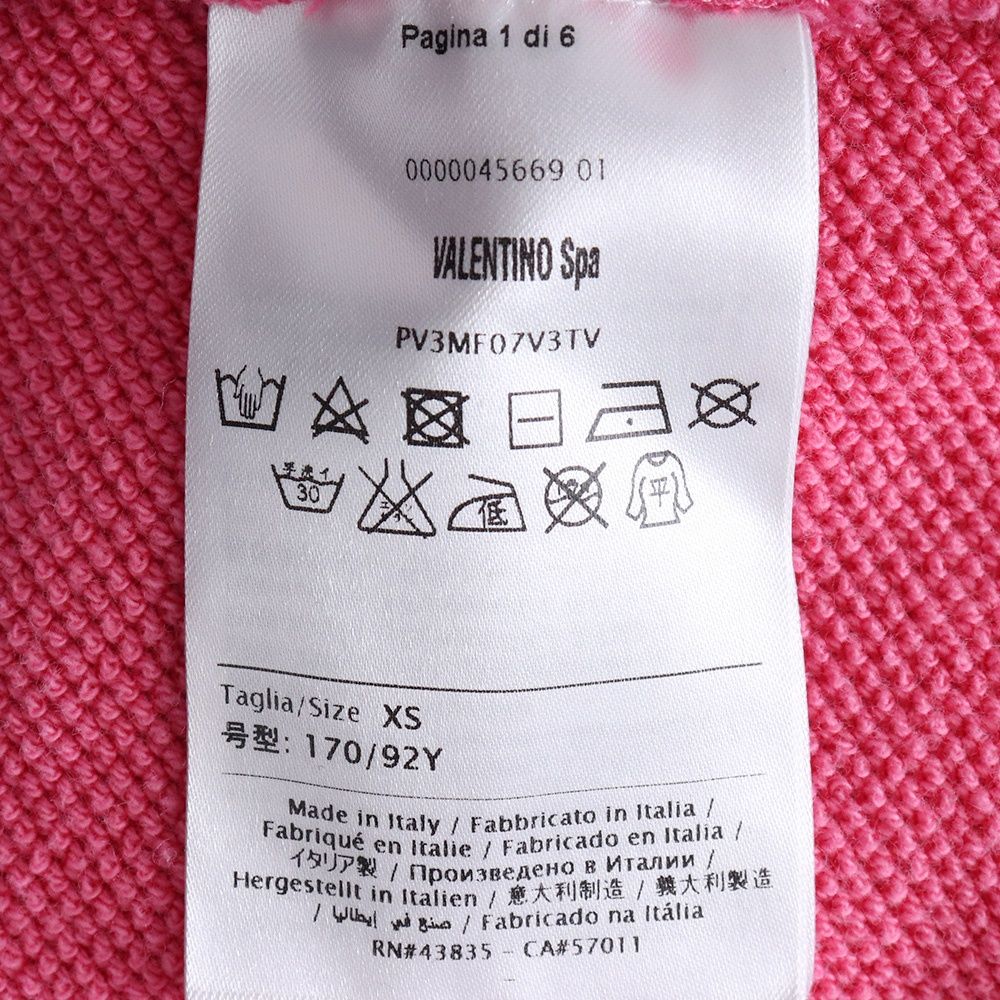 Pagina 1 di 6
0000045669 01
VALENTINO Spa
PV3MF07V3TV
手洗イ
30
低
平
Taglia/Size XS
号型: 170/92Y
Made in Italy / Fabbricato in Italia /
Fabriqué en Italie / Fabricado en Italia /
イタリア製 / Произведено в Италии /
Hergestellt in Italien / 意大利制造 / 義大利製造
/ صنع في إيطاليا / Fabricado na Itália
RN#43835 - CA#57011